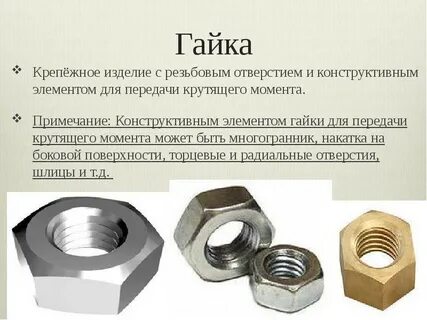 Гайка
Крепёжное изделие с резьбовым отверстием и конструктивным
элементом для передачи крутящего момента.
Примечание: Конструктивным элементом гайки для передачи
крутящего момента может быть многогранник, накатка на
боковой поверхности, торцевые и радиальные отверстия,
шлицы и т.д.